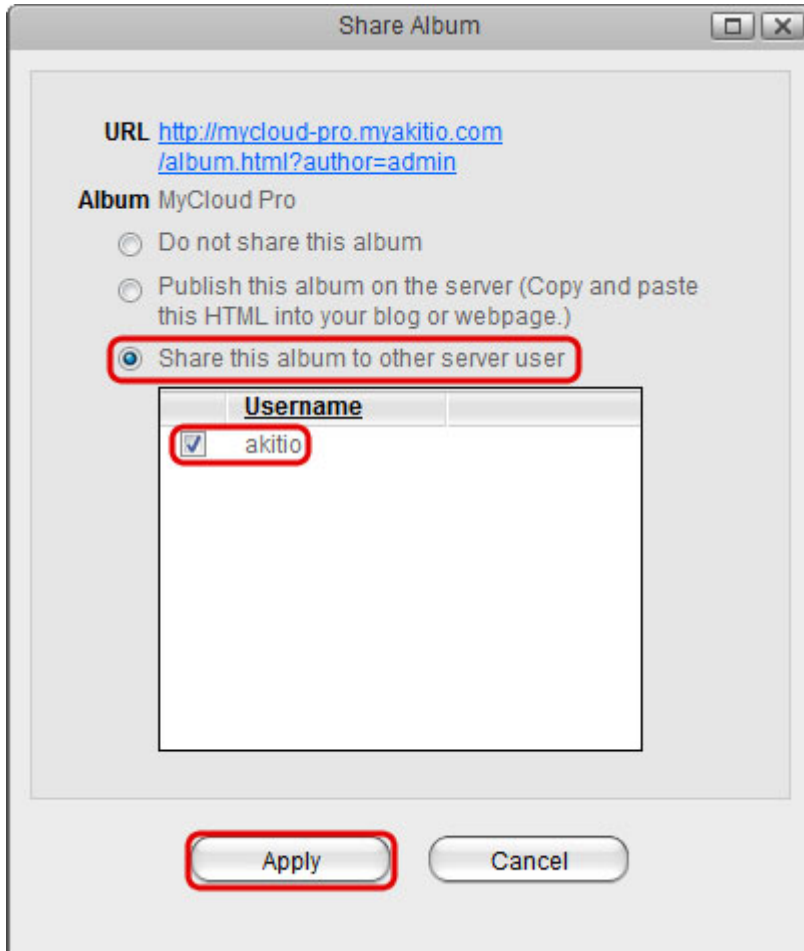 Share Album
URL http://mycloud-pro.myakitio.com
/album.html?author=admin
Album MyCloud Pro
Do not share this album
Publish this album on the server (Copy and paste
this HTML into your blog or webpage.)
Share this album to other server user
Username
akitio
Apply Cancel